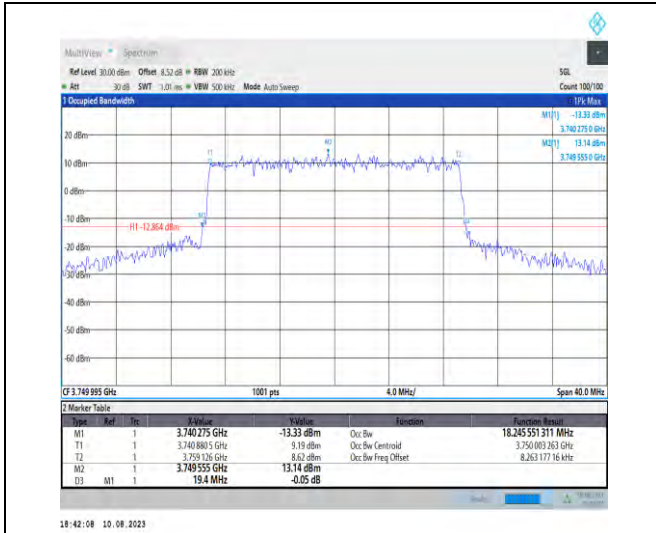 MultiView Spectrum
Ref Level 30.00 dBm Offset 8.52 dB RBW 200 kHz SGL
Att 30 dB SWT 1.01 ms VBW 500 kHz Mode Auto Sweep Count 100/100
1 Occupied Bandwidth 1Pk Max
M1[1] -13.33 dBm
3.740 275 0 GHz
M2[1] 13.14 dBm
3.749 555 0 GHz
20 dBm
T1 M2 T2
10 dBm
0 dBm
-10 dBm
M1
H1 -12.864 dBm
-20 dBm
-30 dBm
-40 dBm
-50 dBm
-60 dBm
CF 3.749 995 GHz 1001 pts 4.0 MHz/ Span 40.0 MHz
2 Marker Table
Type Ref Trc X-Value Y-Value Function Function Result
M1 1 3.740275 GHz -13.33 dBm Occ Bw 18.245 551 311 MHz
T1 1 3.740 880 5 GHz 9.19 dBm Occ Bw Centroid 3.750 003 263 GHz
T2 1 3.759 126 GHz 8.62 dBm Occ Bw Freq Offset 8.263 177 16 kHz
M2 1 3.749555 GHz 13.14 dBm
D3 M1 1 19.4 MHz -0.05 dB
18:42:08 10.08.2023